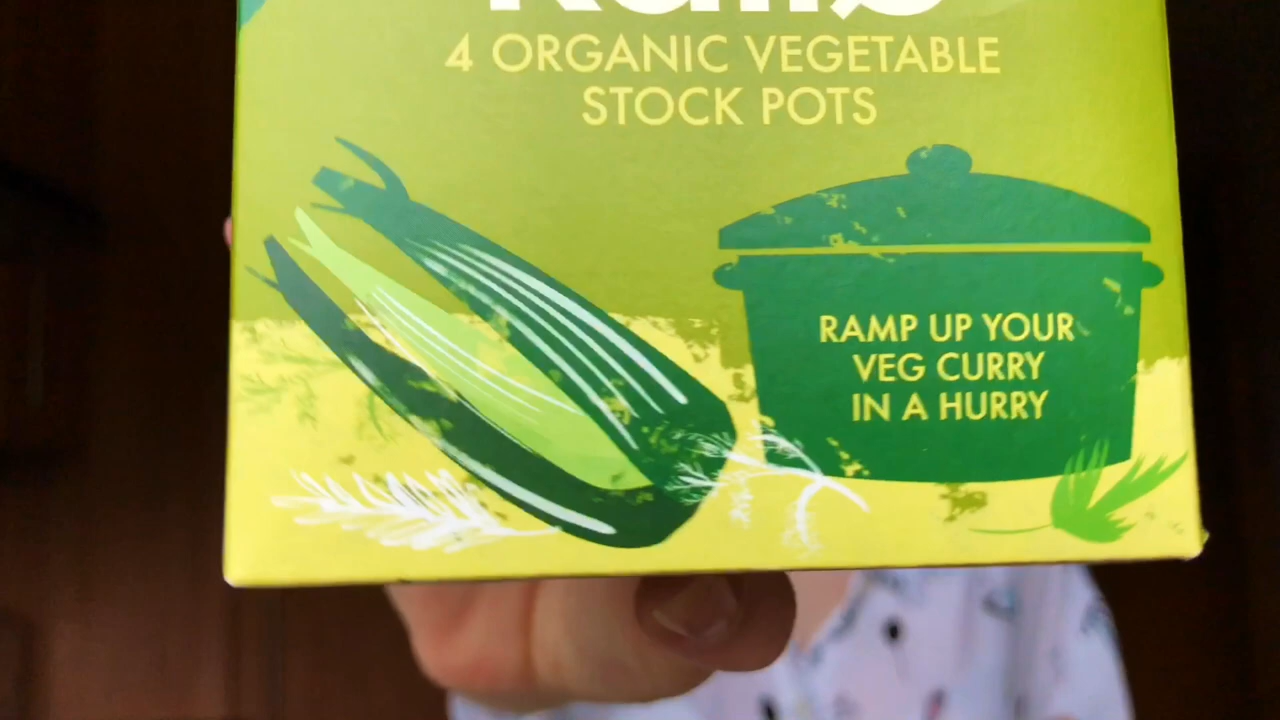 4 ORGANIC VEGETABLE
STOCK POTS
RAMP UP YOUR
VEG CURRY
IN A HURRY